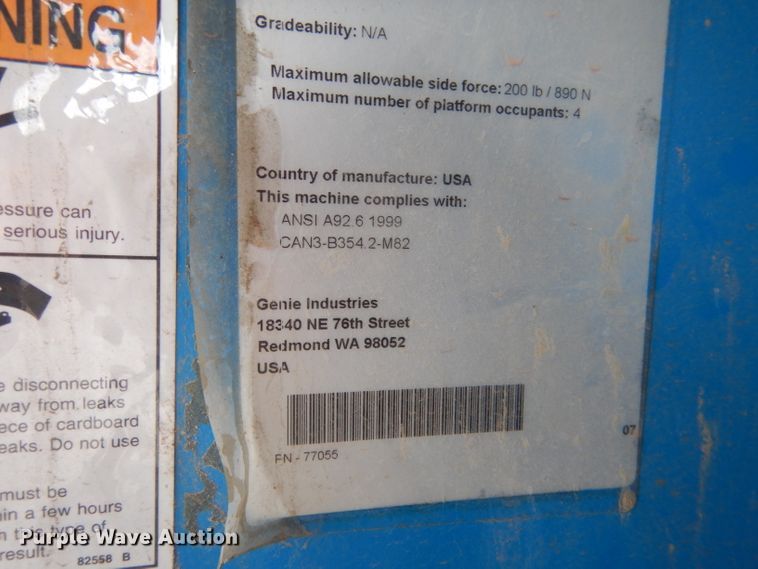 NING
essure can
serious injury.
e disconnecting
way from leaks
ece of cardboard
eaks. Do not use
must be
in a few hours
n this type of
result.
82558 B
Gradeability: N/A
Maximum allowable side force: 200 lb / 890 N
Maximum number of platform occupants: 4
Country of manufacture: USA
This machine complies with:
ANSI A92.6 1999
CAN3-B354.2-M82
Genie Industries
18340 NE 76th Street
Redmond WA 98052
USA
PN - 77055
07
Purple Wave Auction